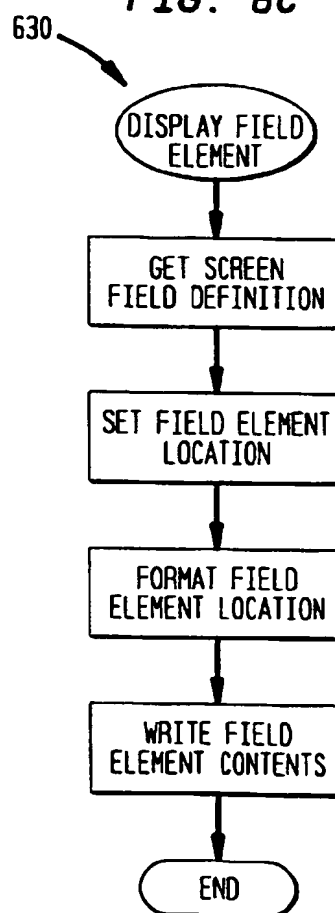 FIG. 6C
630
DISPLAY FIELD
ELEMENT
GET SCREEN
FIELD DEFINITION
SET FIELD ELEMENT
LOCATION
FORMAT FIELD
ELEMENT LOCATION
WRITE FIELD
ELEMENT CONTENTS
END